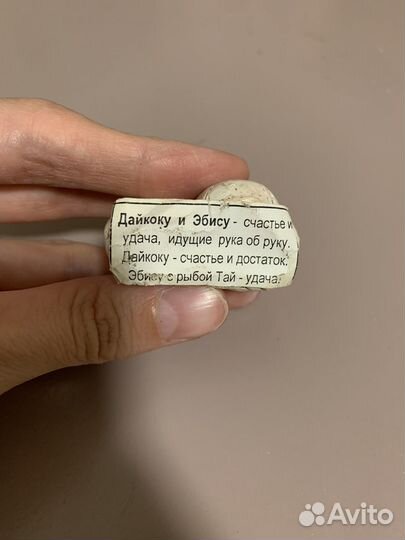 Дайкоку и Эбису - счастье и
удача, идущие рука об руку.
Дайкоку - счастье и достаток.
Эбису с рыбой Тай - удача.
Avito